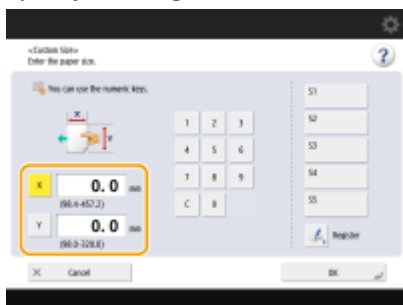 <Custom Size>
Enter the paper size.
?
You can use the numeric keys.
X
Y
X 0. 0 mm
(98.4-457.2)
Y 0. 0 mm
(98.0-320.0)
1 2 3
4 5 6
7 8 9
C 0
S1
S2
S3
S4
S5
Register
Cancel
OK